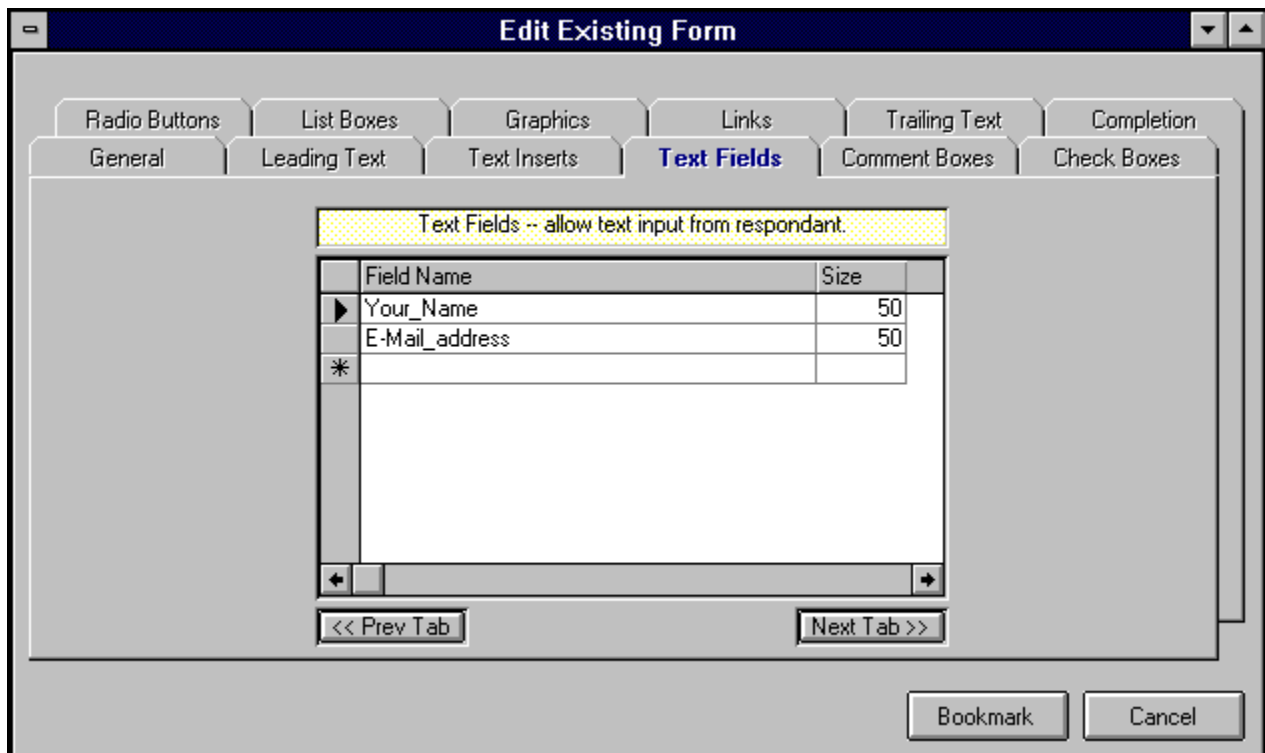 Edit Existing Form
Radio Buttons List Boxes Graphics Links Trailing Text Completion
General Leading Text Text Inserts Text Fields Comment Boxes Check Boxes
Text Fields -- allow text input from respondant.
Field Name Size
Your_Name 50
E-Mail_address 50
<< Prev Tab Next Tab >>
Bookmark Cancel